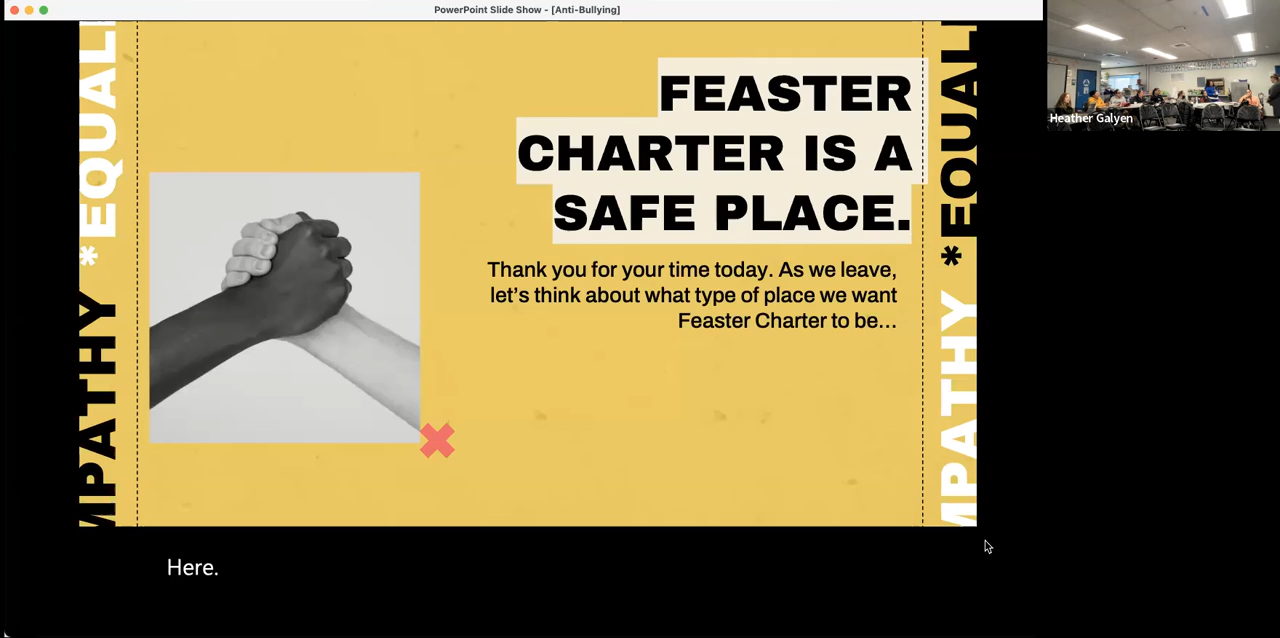 PowerPoint Slide Show - [Anti-Bullying]
EQUAL
MPATHY *
FEASTER
CHARTER IS A
SAFE PLACE.
Thank you for your time today. As we leave,
let’s think about what type of place we want
Feaster Charter to be...
EQUAL
MPATHY *
Heather Galyen
Here.